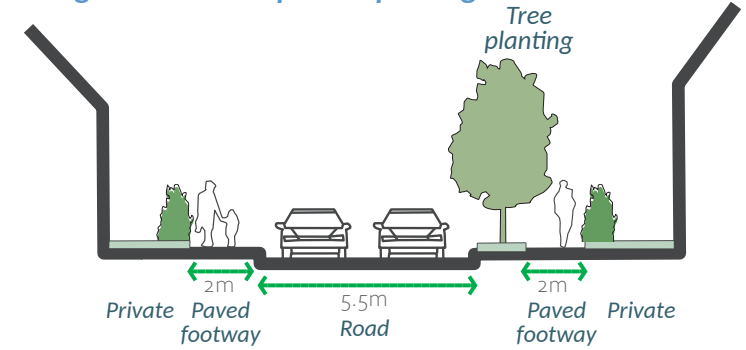 Tree
planting
2m
5.5m
2m
Private
Paved
footway
Road
Paved
footway
Private